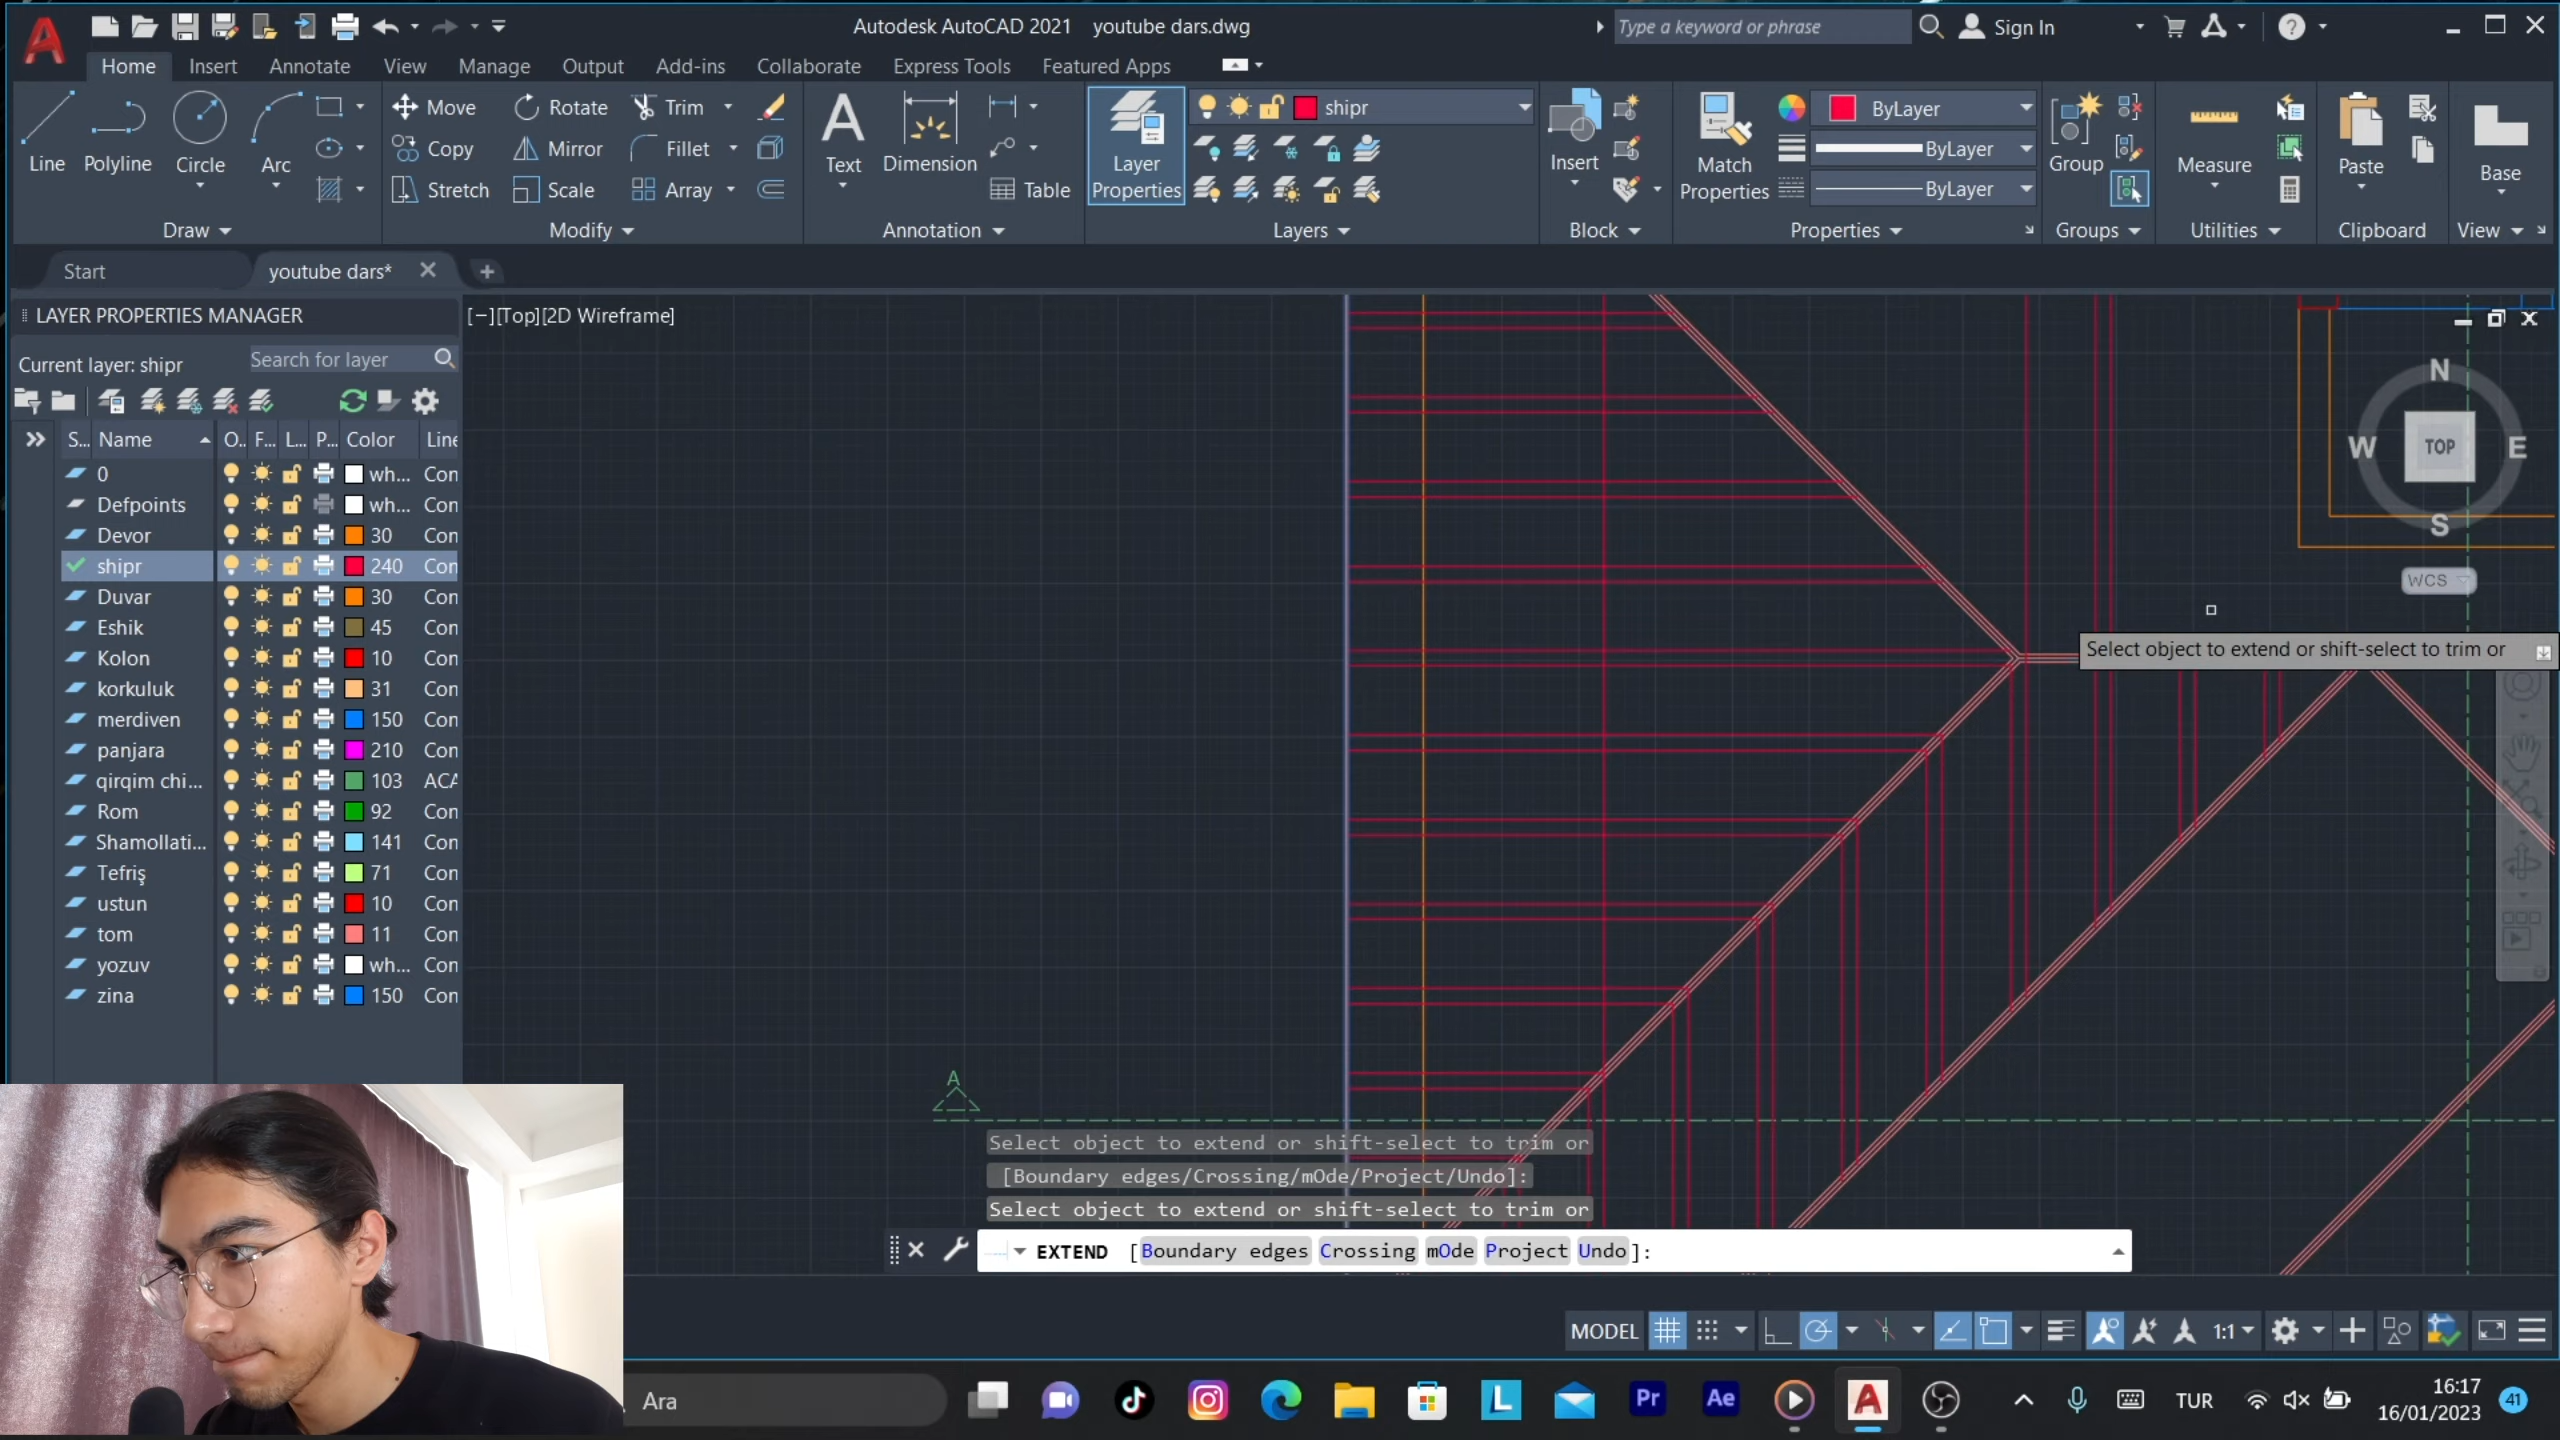 Autodesk AutoCAD 2021 youtube dars.dwg
Type a keyword or phrase
Sign In
Home Insert Annotate View Manage Output Add-ins Collaborate Express Tools Featured Apps
Line Polyline Circle Arc
Move Rotate Trim
Copy Mirror Fillet
Stretch Scale Array
Text Dimension Table
Layer Properties
shipr
Insert
Match Properties
ByLayer
ByLayer
ByLayer
Group Measure Paste Base
Draw Modify Annotation Layers Block Properties Groups Utilities Clipboard View
Start youtube dars*
LAYER PROPERTIES MANAGER
Current layer: shipr
Search for layer
S... Name O.. F... L... P... Color Line
0 wh... Con
Defpoints wh... Con
Devor 30 Con
shipr 240 Con
Duvar 30 Con
Eshik 45 Con
Kolon 10 Con
korkuluk 31 Con
merdiven 150 Con
panjara 210 Con
qirqim chi... 103 ACA
Rom 92 Con
Shamollati... 141 Con
Tefriş 71 Con
ustun 10 Con
tom 11 Con
yozuv wh... Con
zina 150 Con
[−][Top][2D Wireframe]
N
W TOP E
S
WCS
Select object to extend or shift-select to trim or
A
Select object to extend or shift-select to trim or
[Boundary edges/Crossing/mOde/Project/Undo]:
Select object to extend or shift-select to trim or
EXTEND [Boundary edges Crossing mOde Project Undo]:
MODEL 1:1
Ara
L
Pr
Ae
A
TUR
16:17
16/01/2023
41